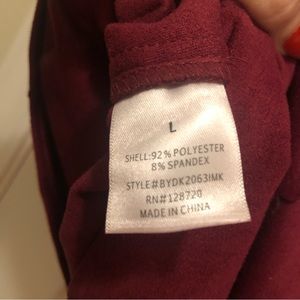 L
SHELL:92% POLYESTER
8% SPANDEX
STYLE#BYDK2063IMK
RN#128720
MADE IN CHINA